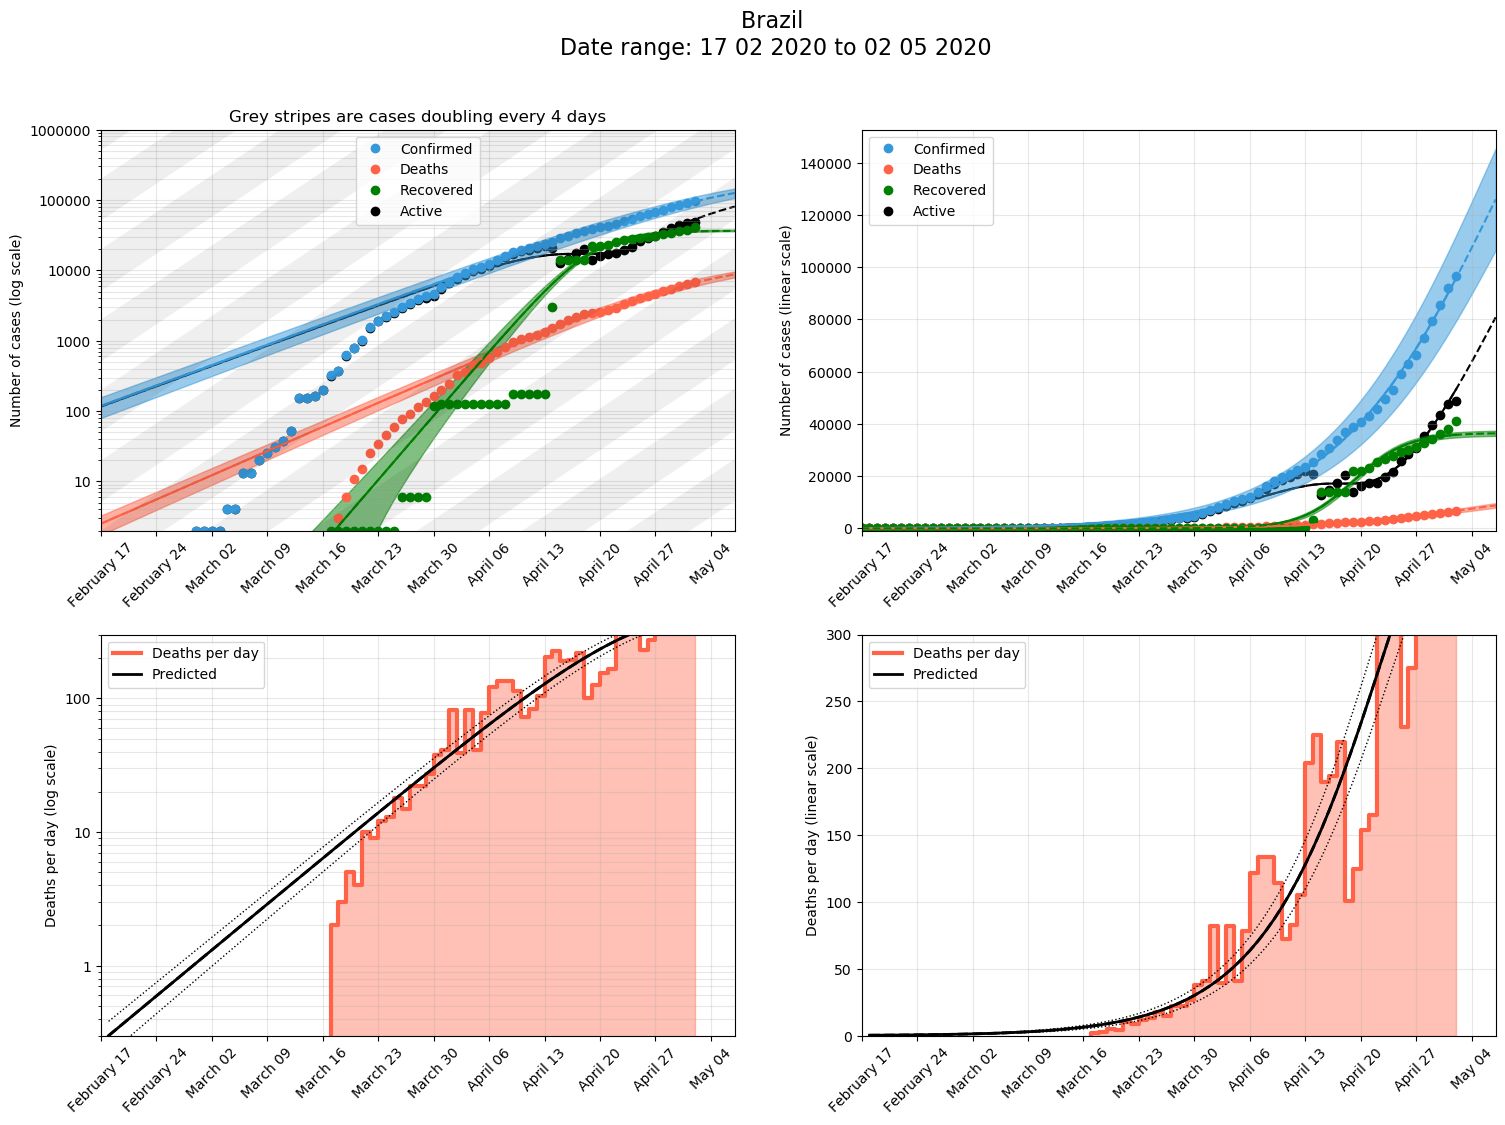 Brazil
Date range: 17 02 2020 to 02 05 2020
Grey stripes are cases doubling every 4 days
Number of cases (log scale)
1000000
100000
10000
1000
100
10
Confirmed
Deaths
Recovered
Active
February 17
February 24
March 02
March 09
March 16
March 23
March 30
April 06
April 13
April 20
April 27
May 04
Number of cases (linear scale)
140000
120000
100000
80000
60000
40000
20000
0
Confirmed
Deaths
Recovered
Active
February 17
February 24
March 02
March 09
March 16
March 23
March 30
April 06
April 13
April 20
April 27
May 04
Deaths per day (log scale)
100
10
1
Deaths per day
Predicted
February 17
February 24
March 02
March 09
March 16
March 23
March 30
April 06
April 13
April 20
April 27
May 04
Deaths per day (linear scale)
300
250
200
150
100
50
0
Deaths per day
Predicted
February 17
February 24
March 02
March 09
March 16
March 23
March 30
April 06
April 13
April 20
April 27
May 04